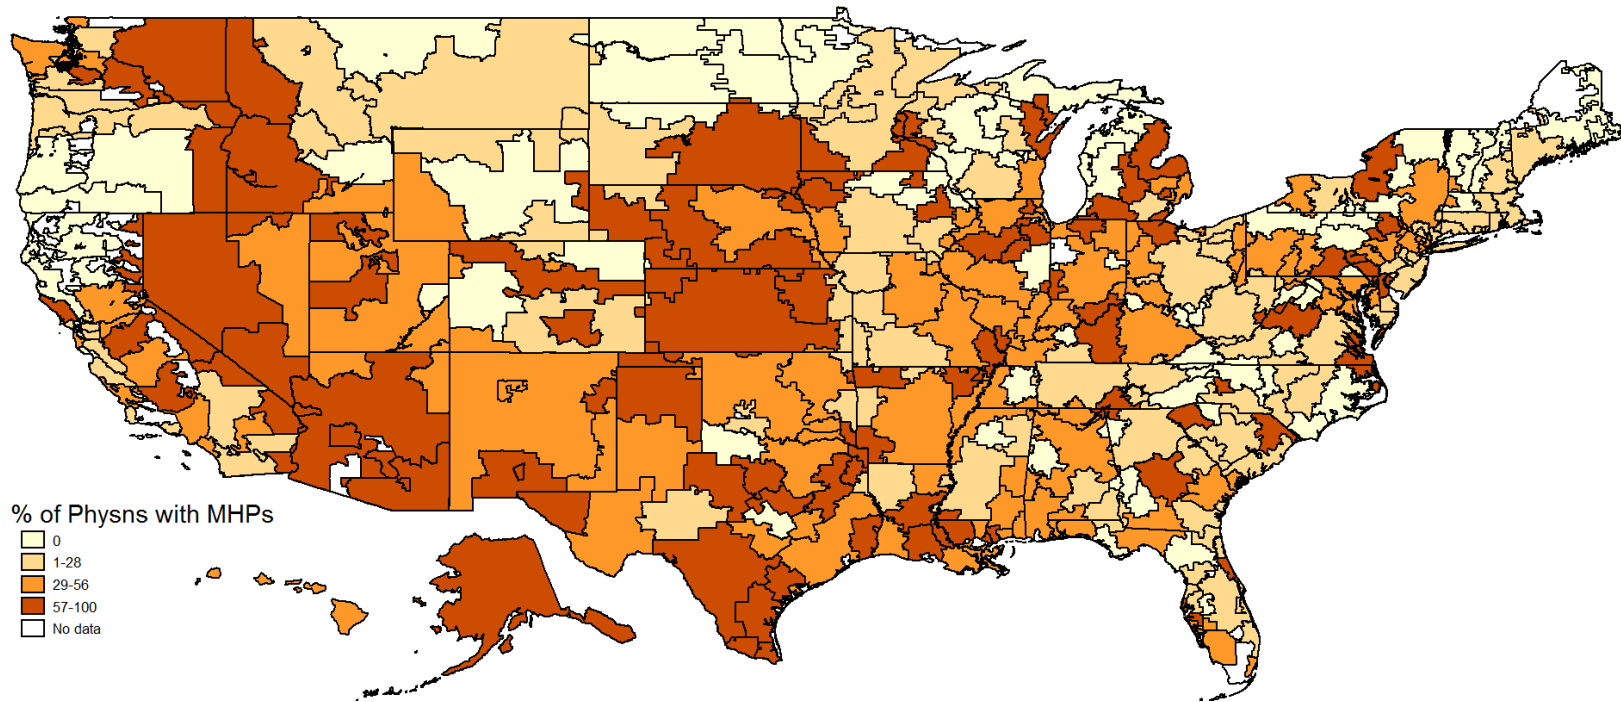 % of Physns with MHPs
0
1-28
29-56
57-100
No data